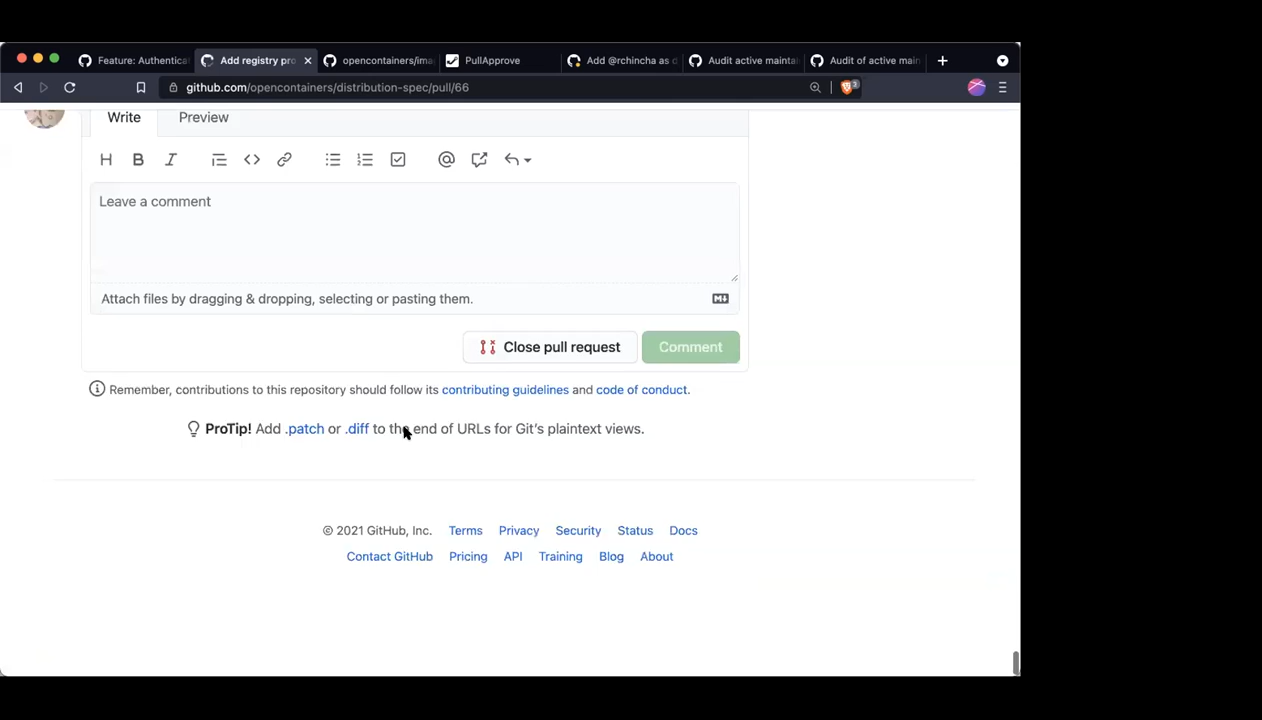 Feature: Authentica
Add registry pro
opencontainers/ima
PullApprove
Add @rchincha as d
Audit active maintai
Audit of active main
github.com/opencontainers/distribution-spec/pull/66
3
Write
Preview
H B I
Leave a comment
Attach files by dragging & dropping, selecting or pasting them.
Close pull request
Comment
Remember, contributions to this repository should follow its contributing guidelines and code of conduct.
ProTip! Add .patch or .diff to the end of URLs for Git's plaintext views.
© 2021 GitHub, Inc. Terms Privacy Security Status Docs
Contact GitHub Pricing API Training Blog About